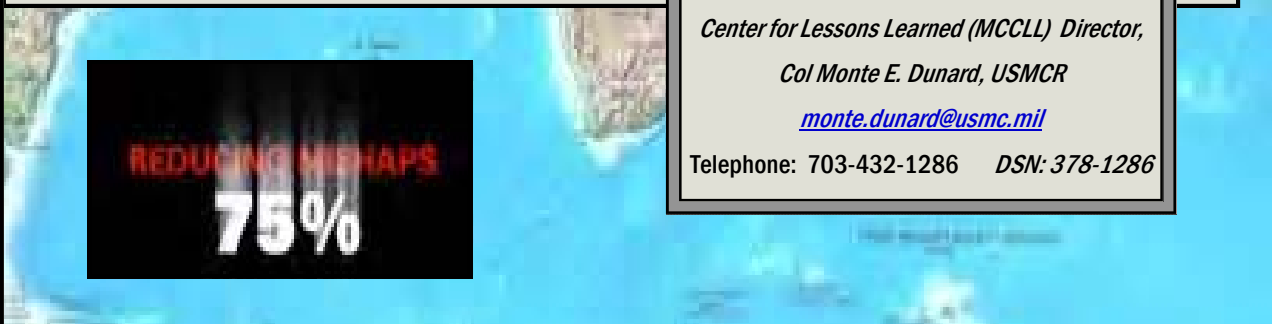 Center for Lessons Learned (MCCLL) Director,
Col Monte E. Dunard, USMCR
monte.dunard@usmc.mil
Telephone: 703-432-1286 DSN: 378-1286
REDUCING MISHAPS
75%